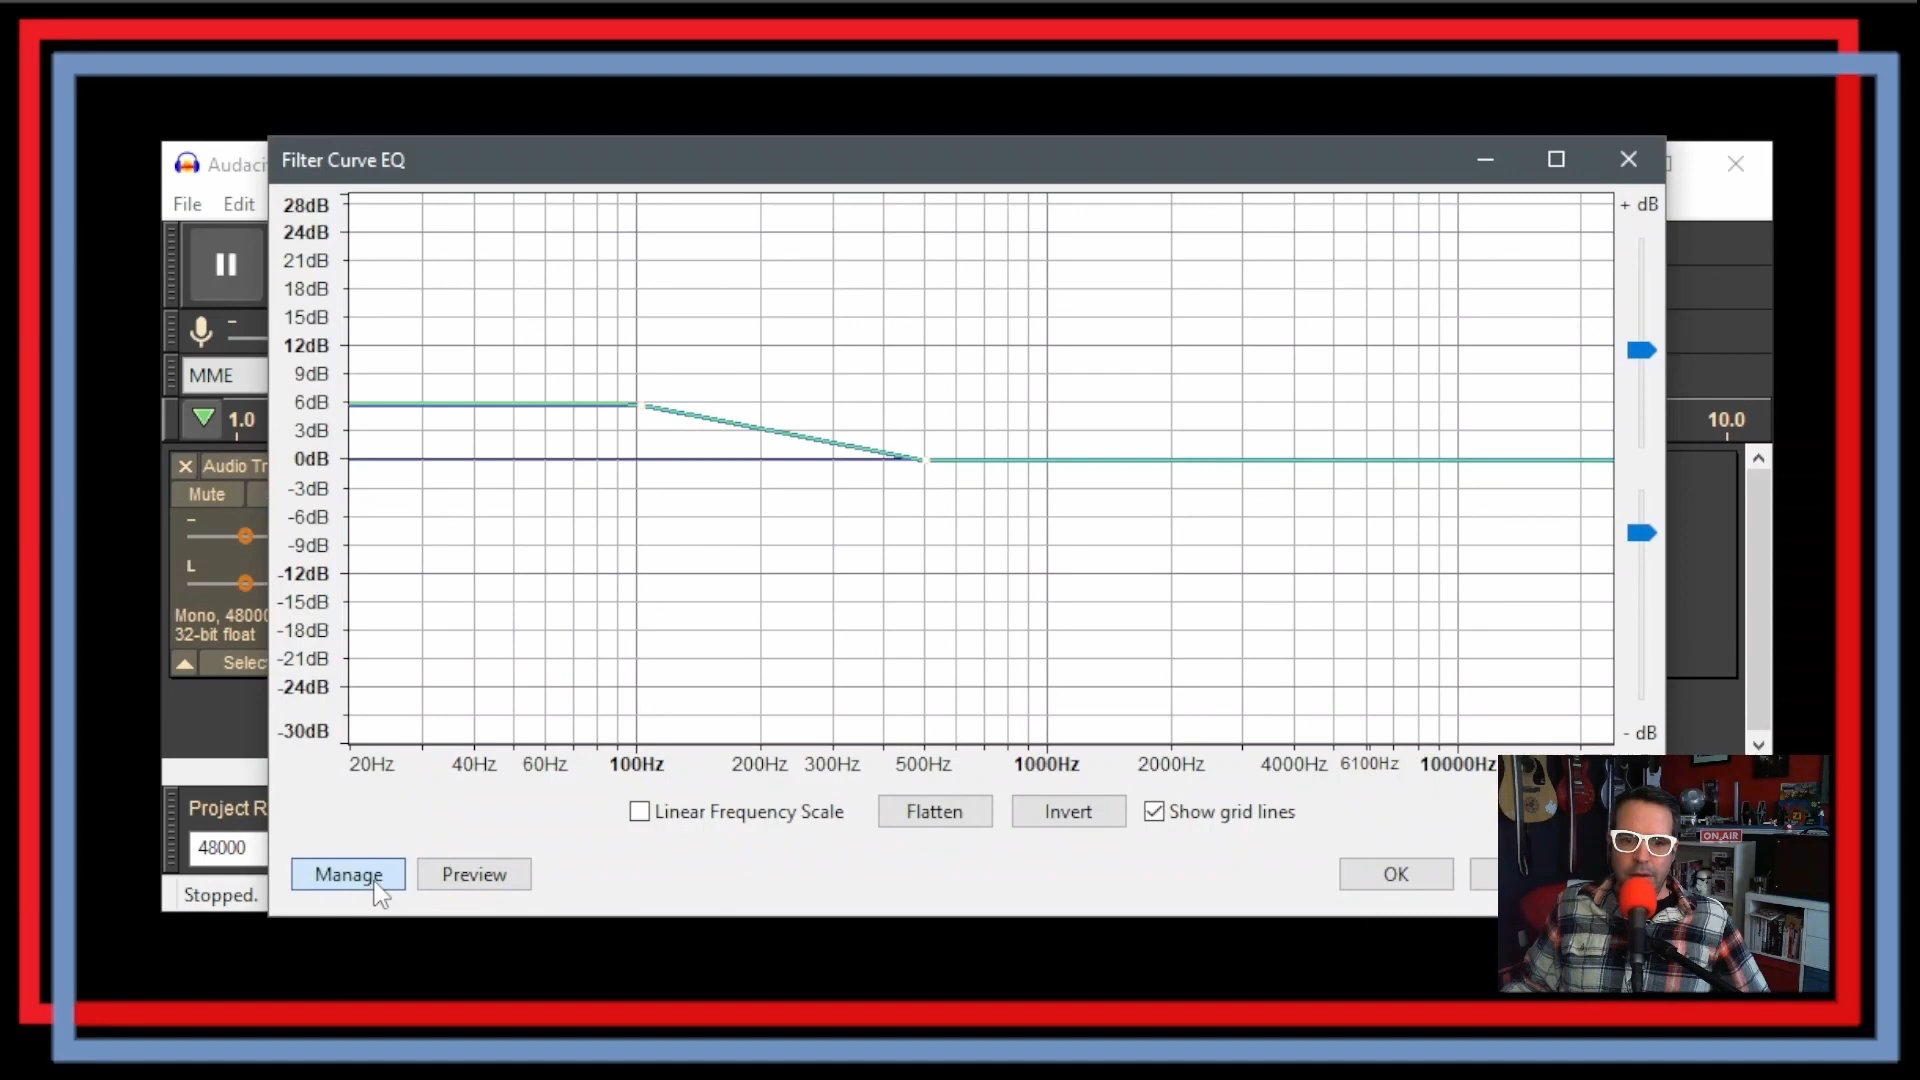 Filter Curve EQ
Audaci
File Edit
MME
1.0
10.0
Audio Tr
Mute
L
Mono, 48000
32-bit float
Selec
Project R
48000
Stopped.
28dB
24dB
21dB
18dB
15dB
12dB
9dB
6dB
3dB
0dB
-3dB
-6dB
-9dB
-12dB
-15dB
-18dB
-21dB
-24dB
-30dB
+ dB
- dB
20Hz 40Hz 60Hz 100Hz 200Hz 300Hz 500Hz 1000Hz 2000Hz 4000Hz 6100Hz 10000Hz
Linear Frequency Scale Flatten Invert Show grid lines
Manage Preview OK
ON AIR